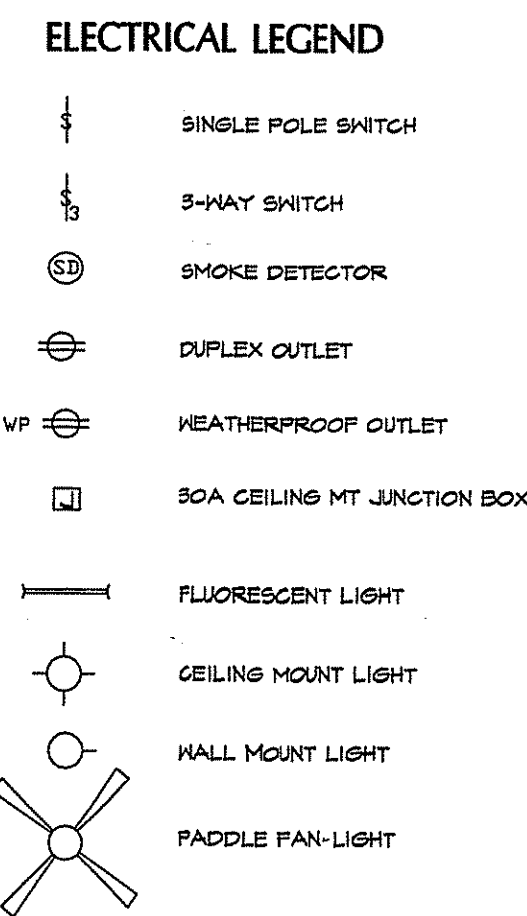 ELECTRICAL LEGEND
$ SINGLE POLE SWITCH
$3 3-WAY SWITCH
SD SMOKE DETECTOR
DUPLEX OUTLET
WP WEATHERPROOF OUTLET
J 30A CEILING MT JUNCTION BOX
FLUORESCENT LIGHT
CEILING MOUNT LIGHT
WALL MOUNT LIGHT
PADDLE FAN-LIGHT